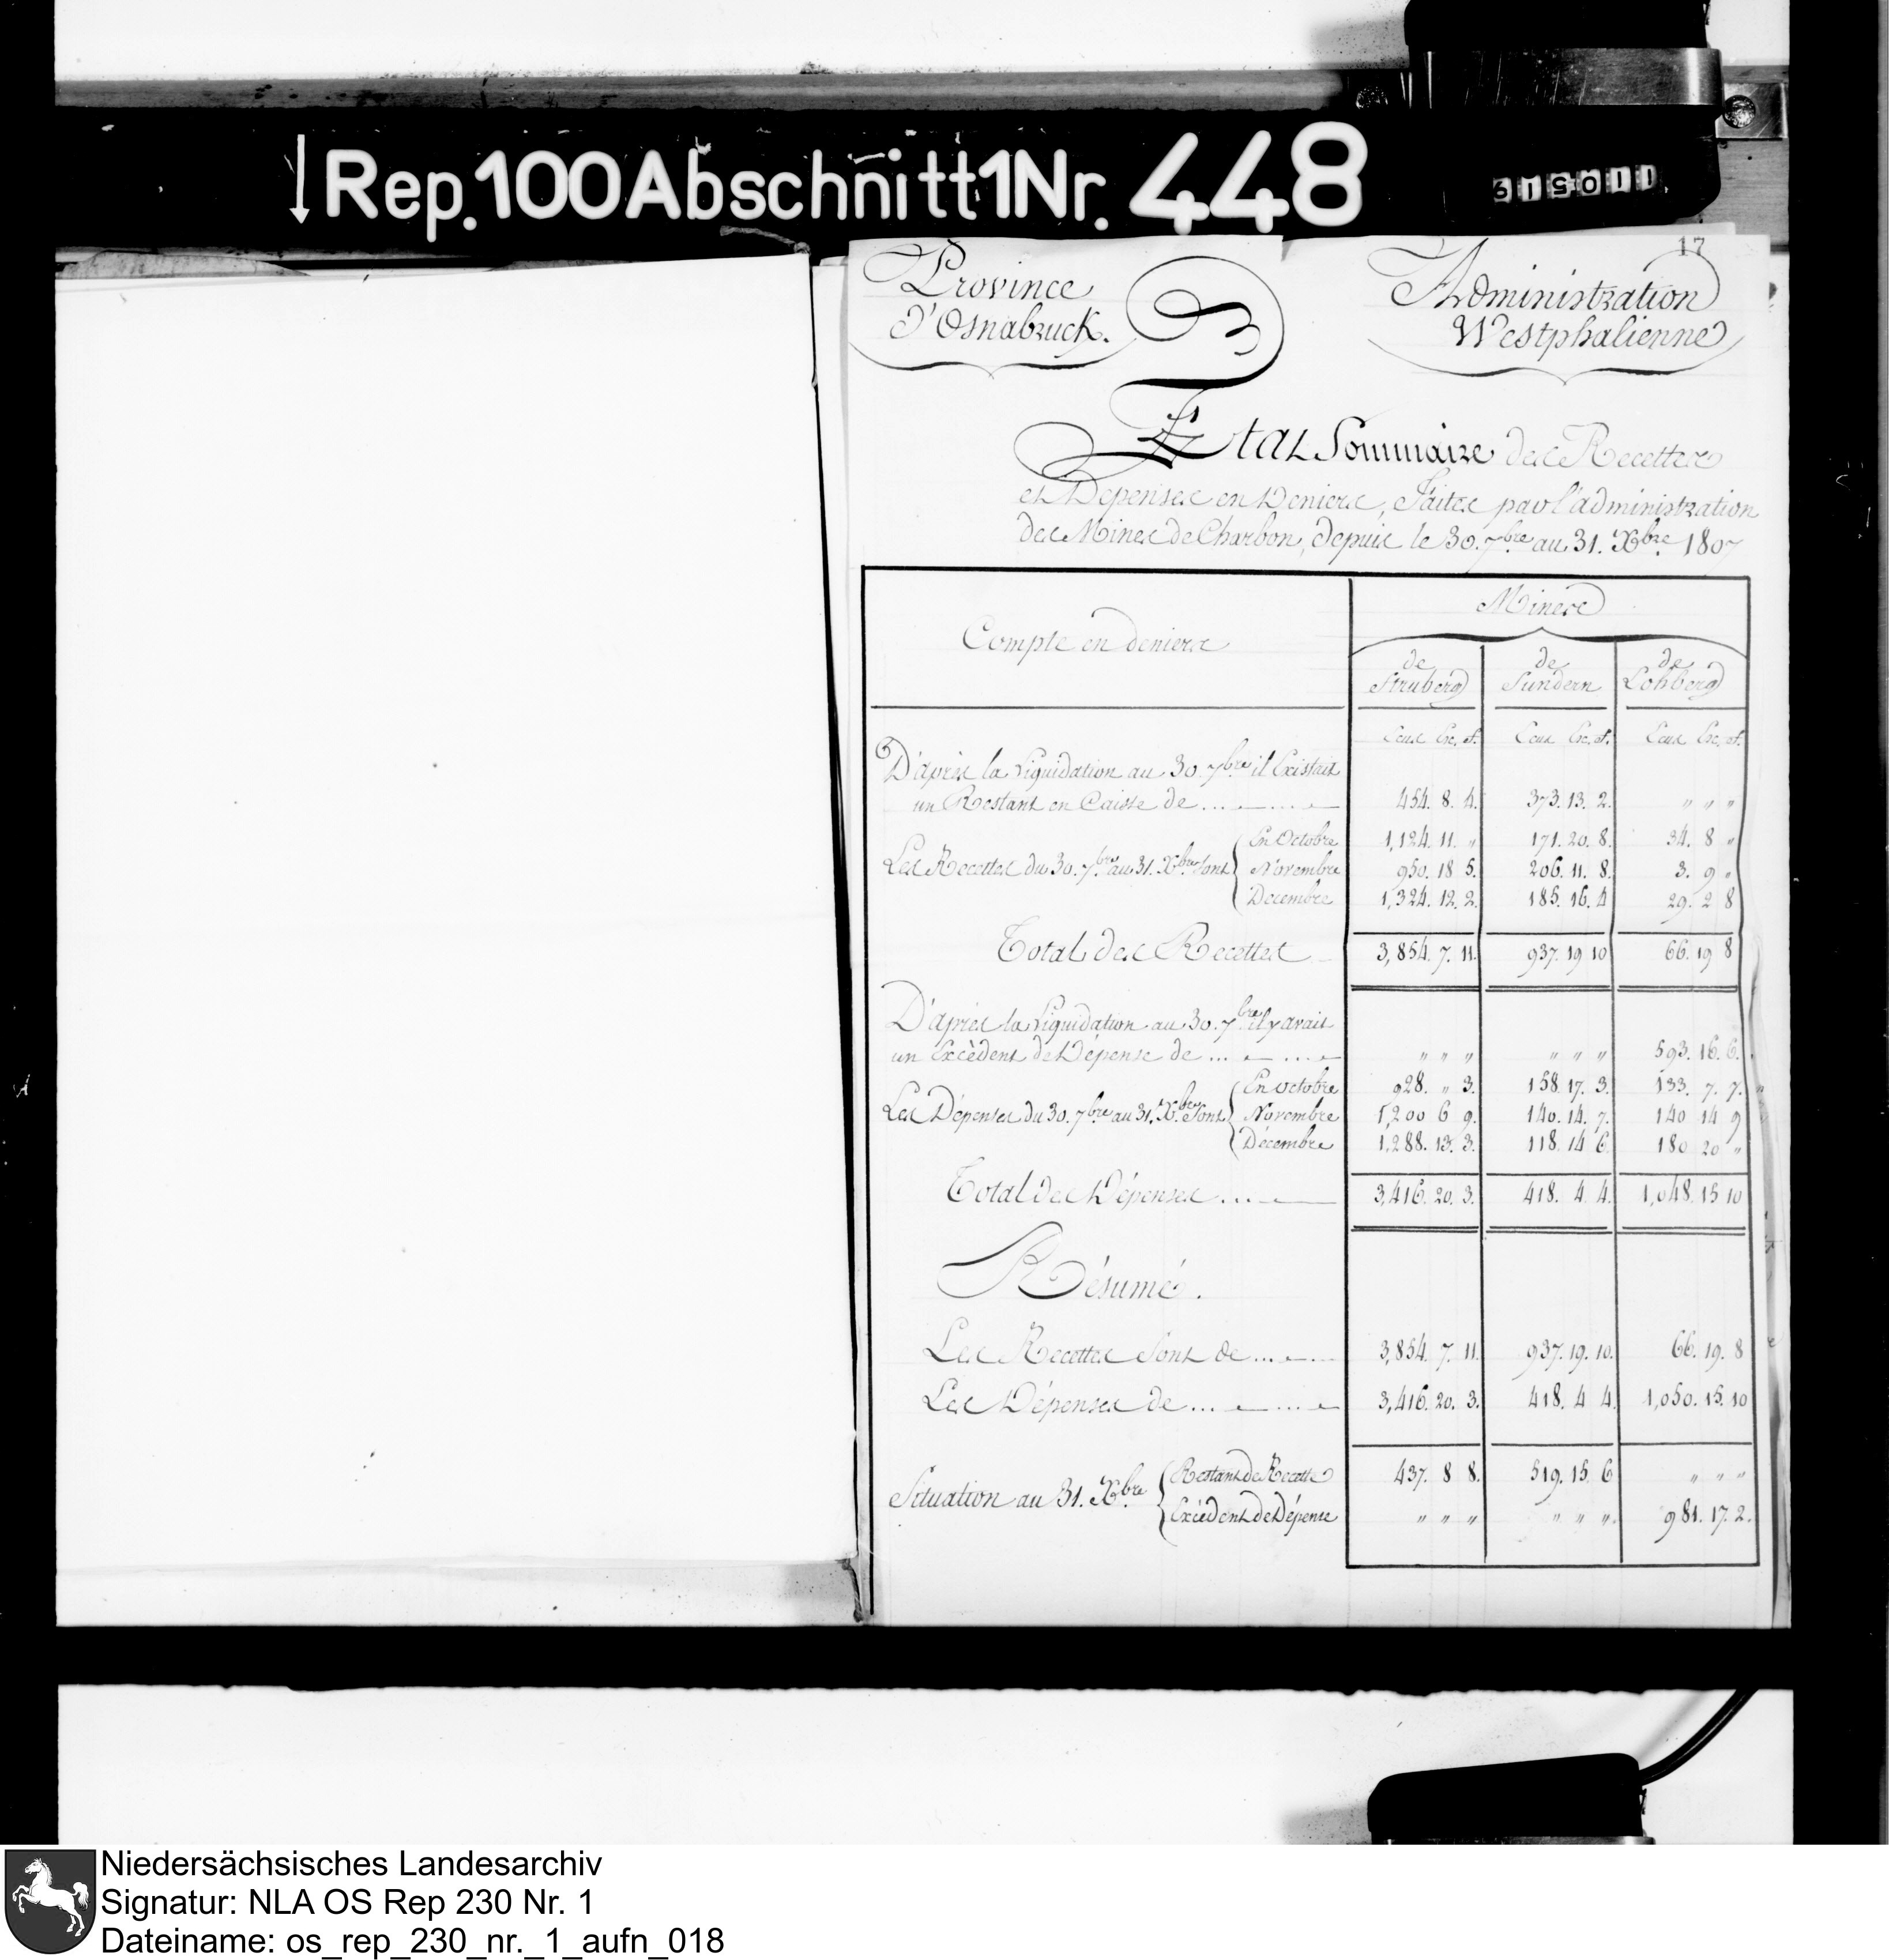 Rep.100Abschnitt1Nr. 448
17
Province
d'Osnabruck.
Administration
Westphalienne
Etat Sommaire des Recettes
et Depenses en Deniers, faites par l'administration
des Mines de Charbon, depuis le 30. 7bre au 31. Xbre 1807
Compte en deniers
Mines
de Struberg
de Sundern
de Lohberg
D'après la Liquidation au 30. 7bre il Existait
un Restant en Caisse de 454. 8. 4. 373. 13. 2. " " "
Les Recettes du 30. 7bre au 31. Xbre sont
En Octobre 1,124. 11. " 171. 20. 8. 34. 8 "
Novembre 950. 18 5. 206. 11. 8. 3. 9 "
Decembre 1,324. 12. 2. 185. 16. 4 29. 2 8
Total des Recettes 3,854. 7. 11. 937. 19 10 66. 19 8
D'après la Liquidation au 30. 7bre il y avait
un Excèdent de Dépense de " " " " " " 593. 16. 6.
Les Dépenses du 30. 7bre au 31. Xbre sont
En Octobre 928. " 3. 158. 17. 3. 133. 7. 7.
Novembre 1,200 6 9. 140. 14. 7. 140 14 9
Décembre 1,288. 13. 3. 118. 14 6 180 20 "
Total des Dépenses 3,416. 20. 3. 418. 4 4. 1,048. 15 10
Résumé.
Les Recettes sont de 3,854. 7. 11. 937. 19. 10. 66. 19. 8
Les Dépenses de 3,416. 20. 3. 418. 4 4. 1,050. 15. 10
Situation au 31. Xbre
Restant de Recette 437. 8 8. 519. 15 6 " " "
Excédent de Dépense " " " " " " 981. 17. 2.
Niedersächsisches Landesarchiv
Signatur: NLA OS Rep 230 Nr. 1
Dateiname: os_rep_230_nr._1_aufn_018